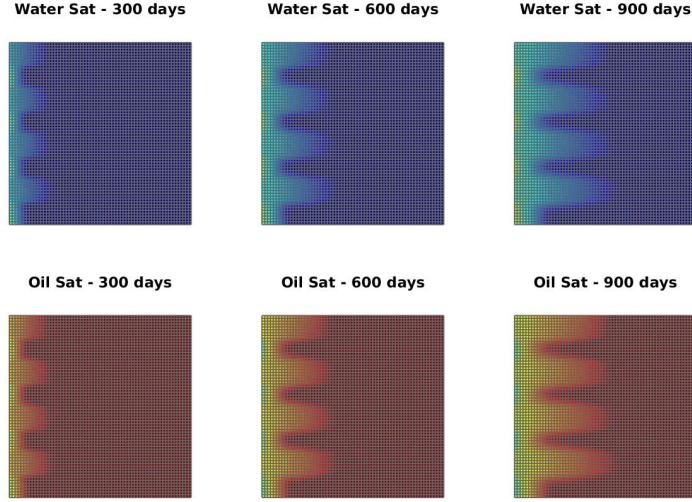 Water Sat - 300 days
Water Sat - 600 days
Water Sat - 900 days
Oil Sat - 300 days
Oil Sat - 600 days
Oil Sat - 900 days